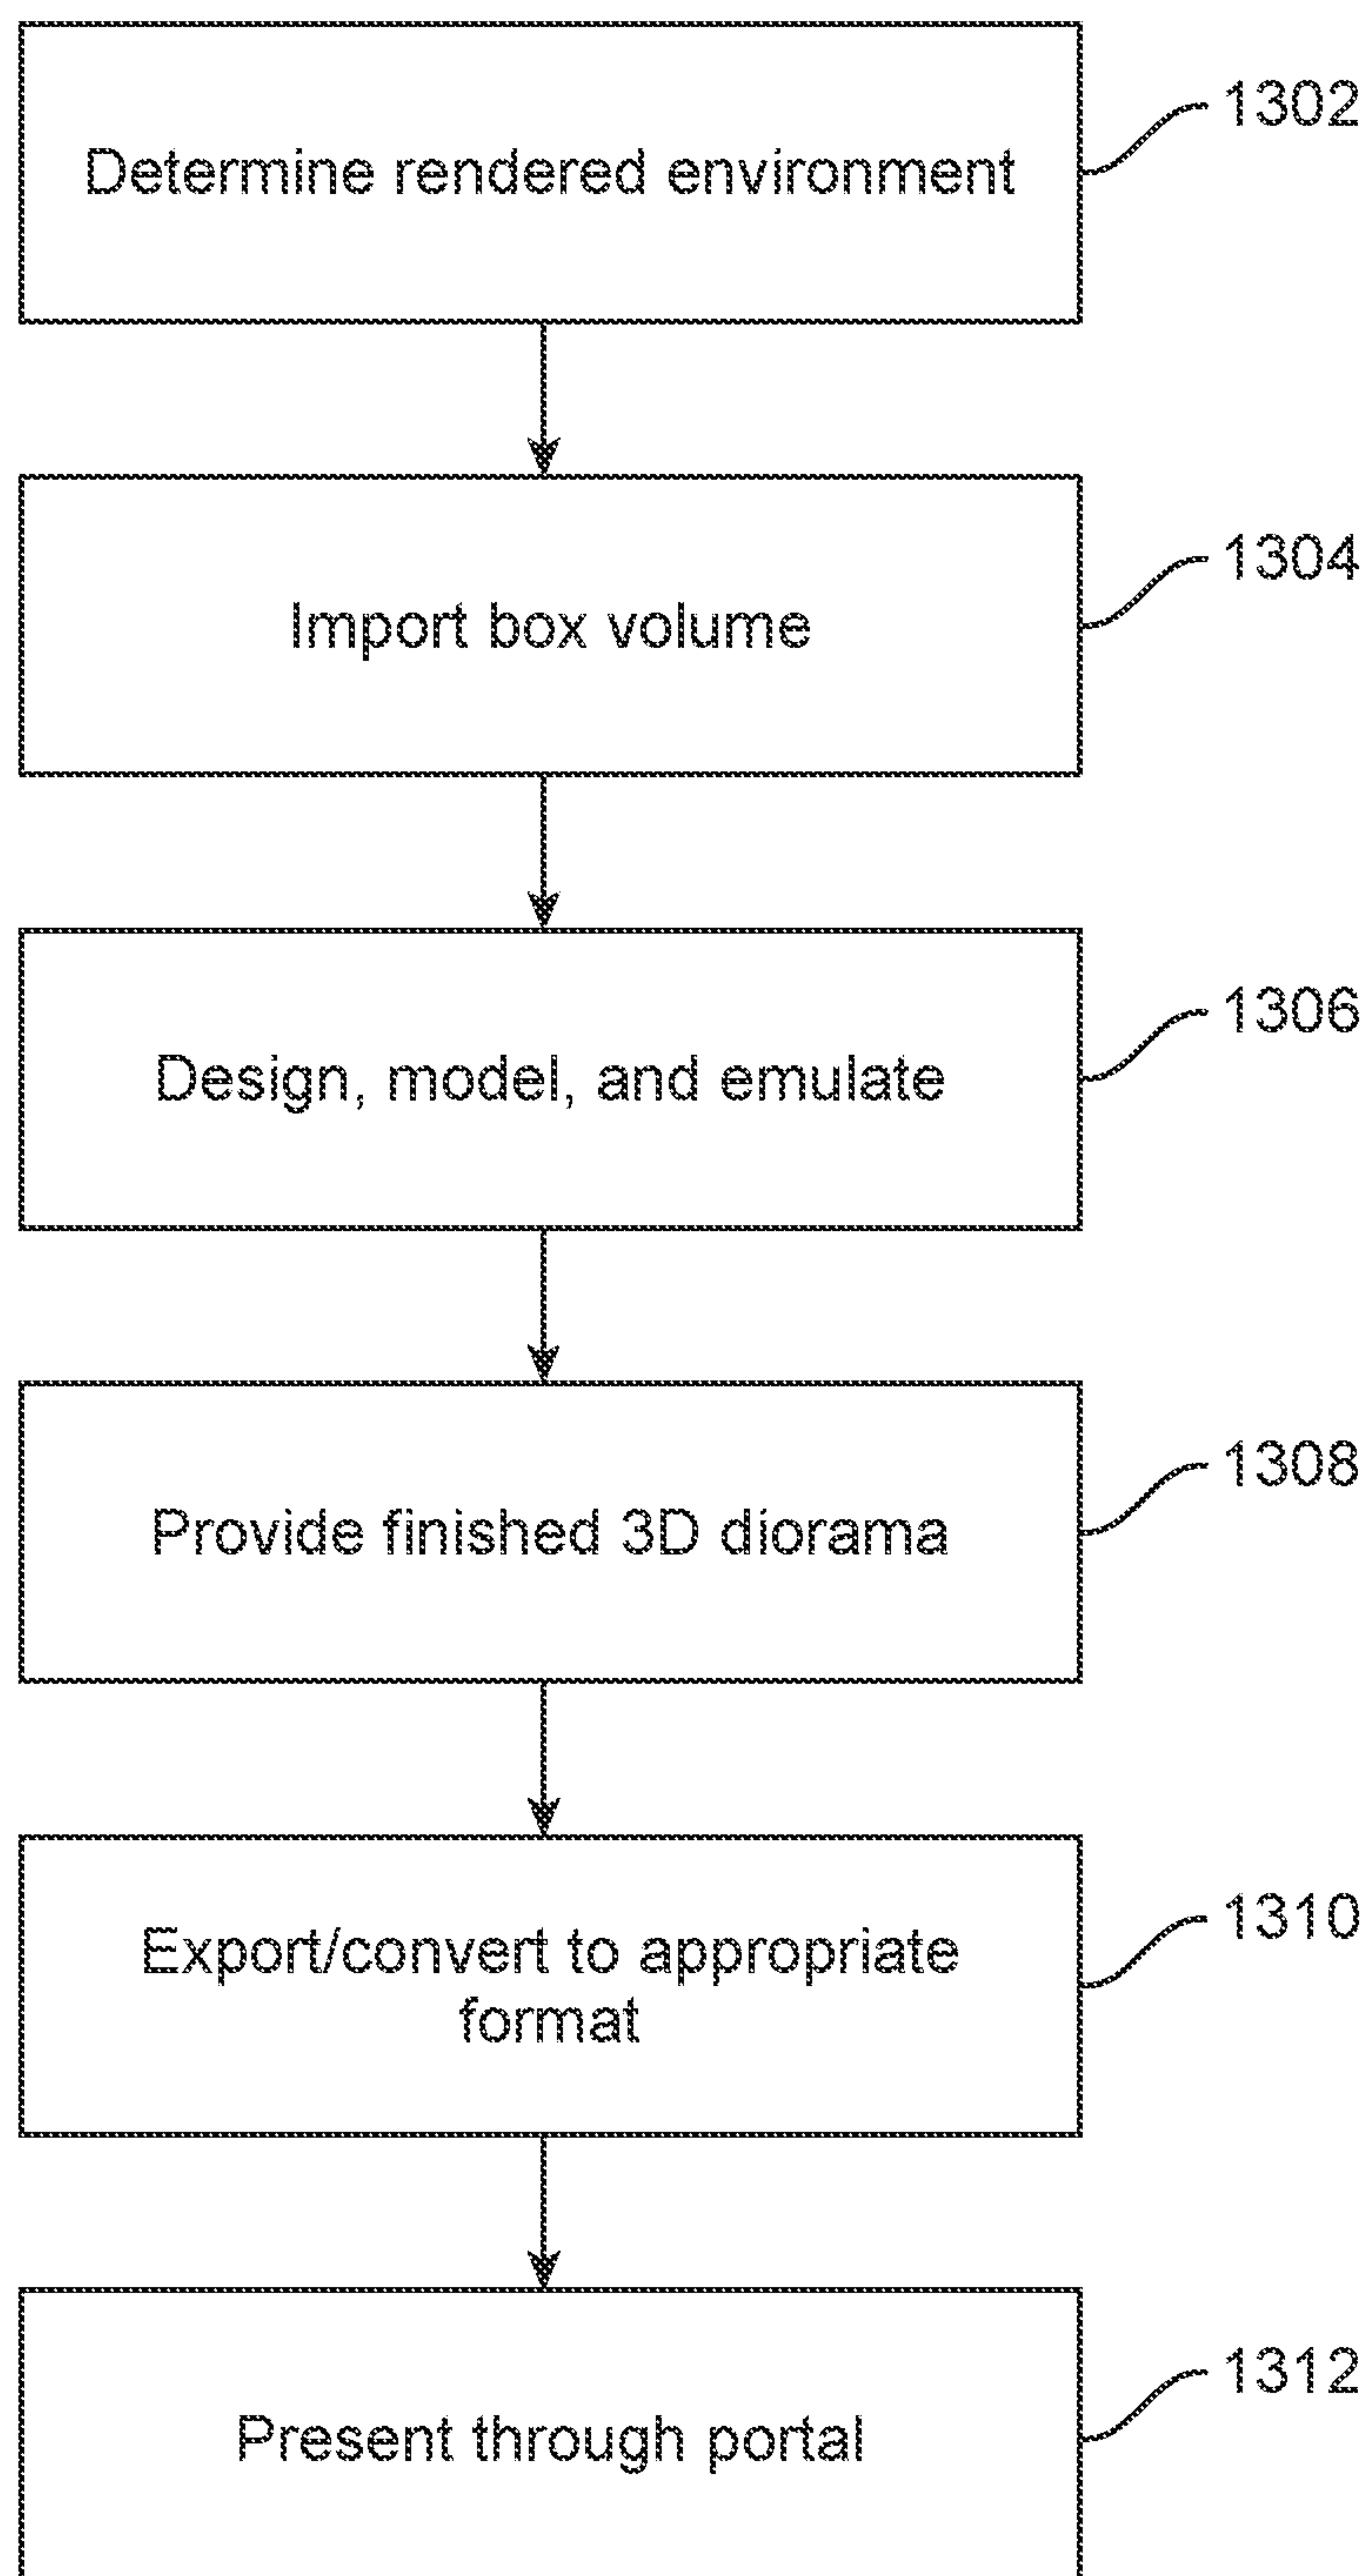 Determine rendered environment
1302
Import box volume
1304
Design, model, and emulate
1306
Provide finished 3D diorama
1308
Export/convert to appropriate
format
1310
Present through portal
1312